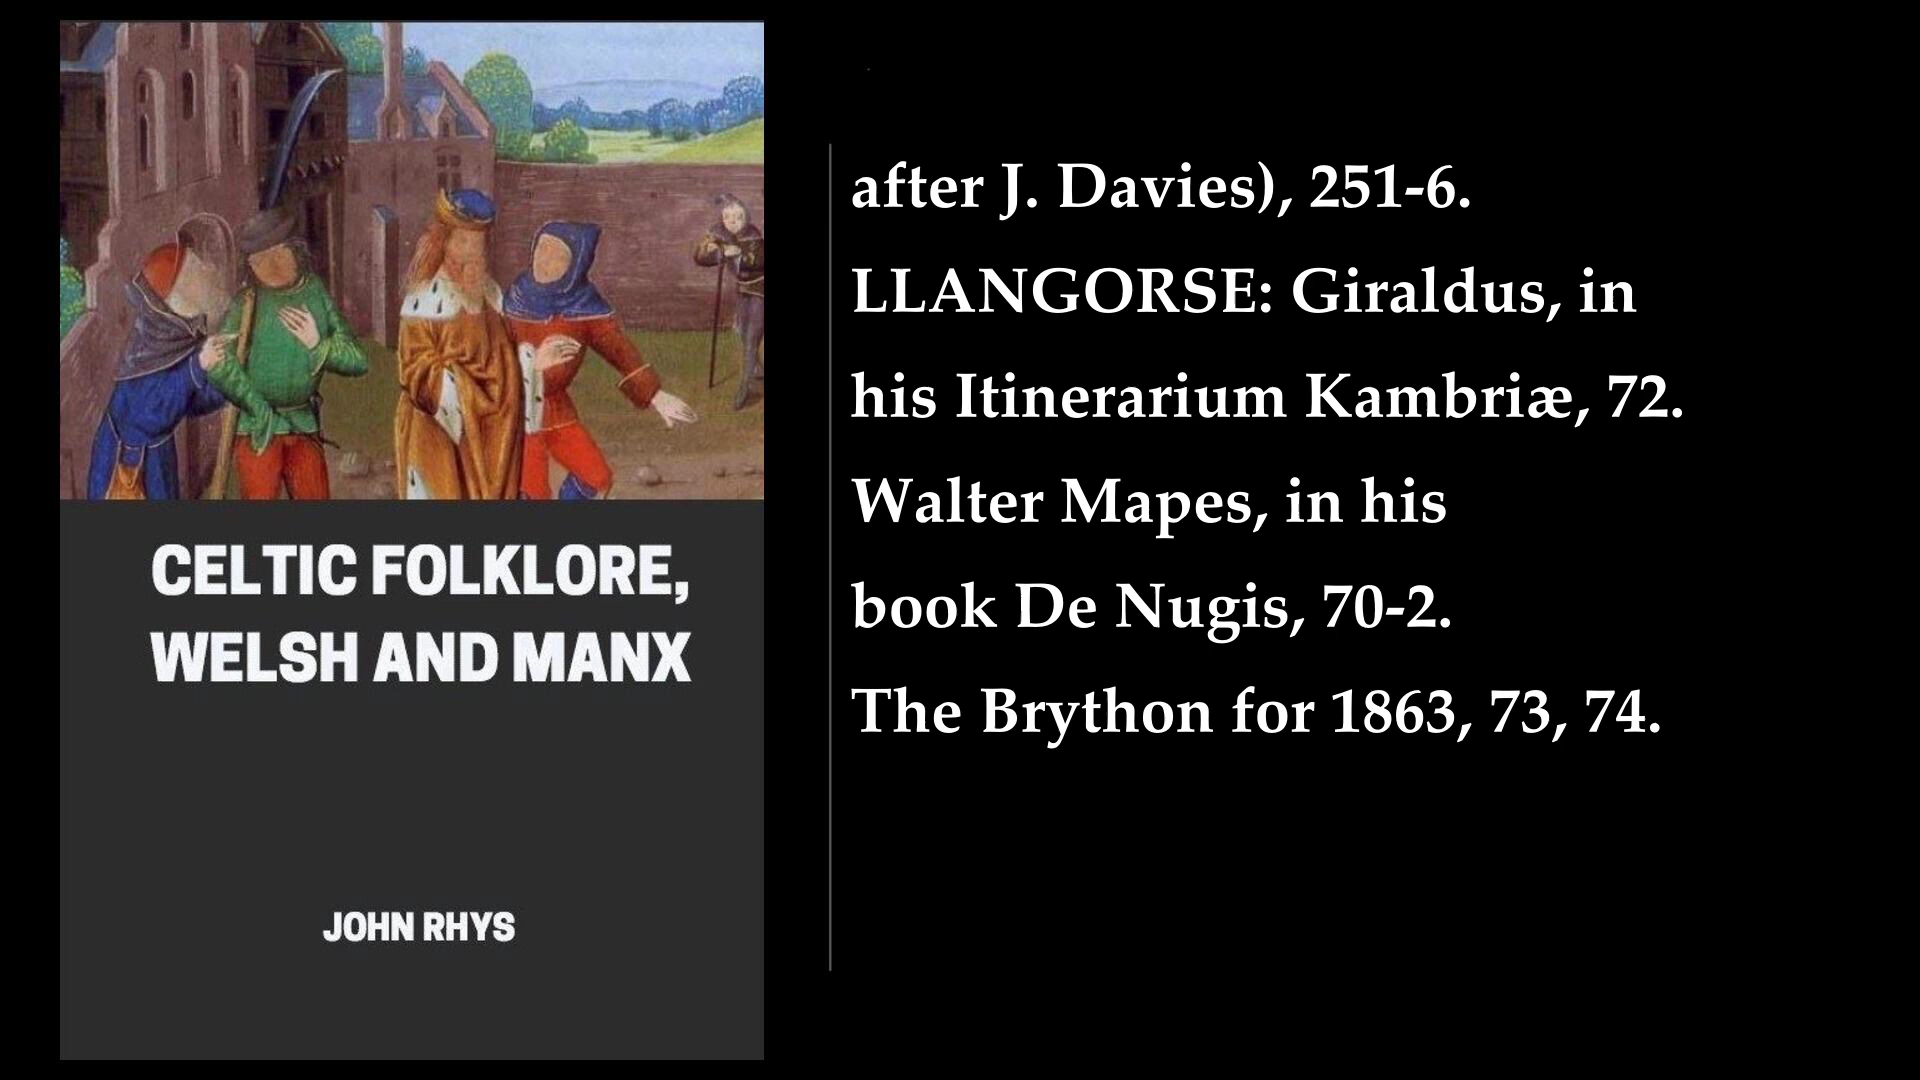 CELTIC FOLKLORE,
WELSH AND MANX
JOHN RHYS
after J. Davies), 251-6.
LLANGORSE: Giraldus, in
his Itinerarium Kambriæ, 72.
Walter Mapes, in his
book De Nugis, 70-2.
The Brython for 1863, 73, 74.